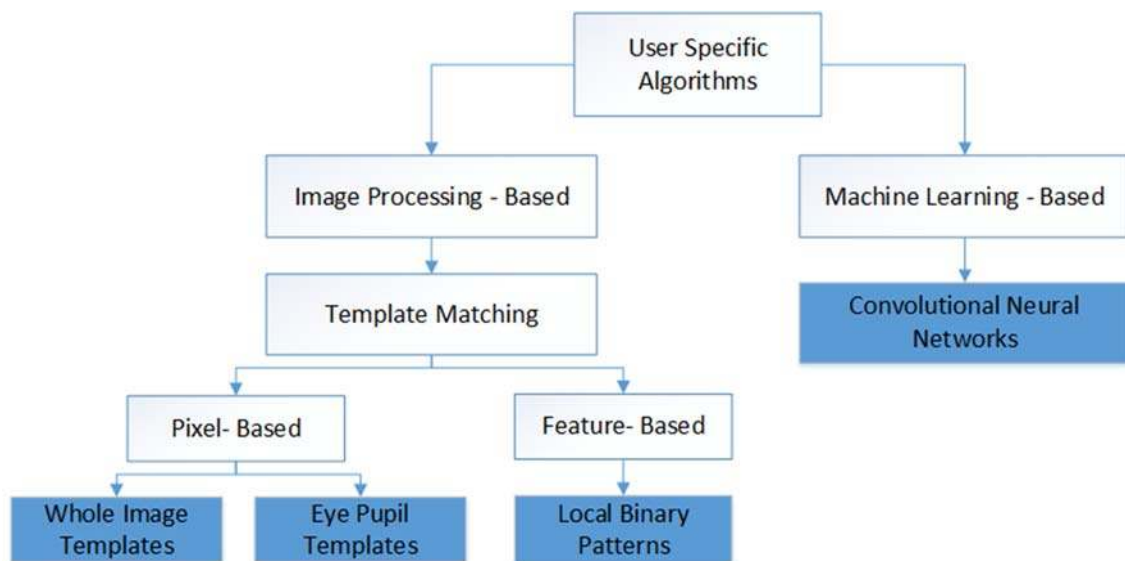 User Specific
Algorithms
Image Processing - Based
Machine Learning - Based
Template Matching
Convolutional Neural
Networks
Pixel- Based
Feature- Based
Whole Image
Templates
Eye Pupil
Templates
Local Binary
Patterns